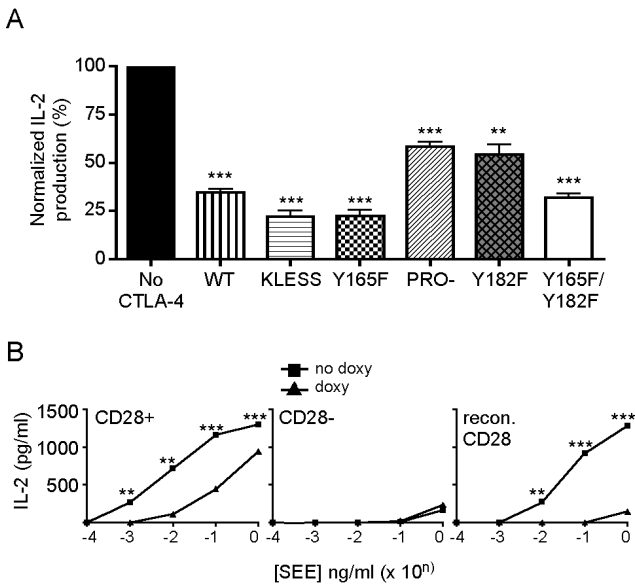 A
Normalized IL-2
production (%)
100
75
50
25
0
***
***
***
***
**
***
No
CTLA-4
WT
KLESS
Y165F
PRO-
Y182F
Y165F/
Y182F
B
no doxy
doxy
IL-2 (pg/ml)
1500
1000
500
CD28+
**
**
***
***
CD28-
recon.
CD28
**
***
***
-4 -3 -2 -1 0
-4 -3 -2 -1 0
-4 -3 -2 -1 0
[SEE] ng/ml (x 10ⁿ)